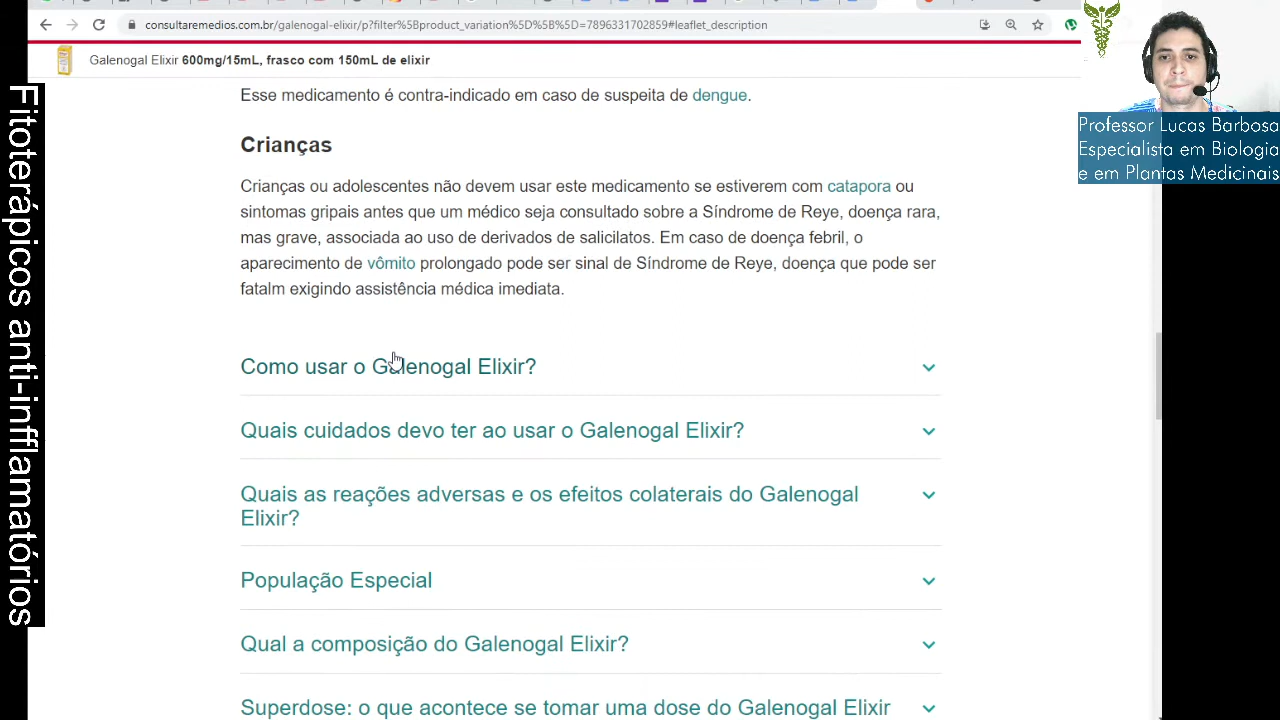 consultaremedios.com.br/galenogal-elixir/p?filter%5Bproduct_variation%5D%5B%5D=7896331702859#leaflet_description
Galenogal Elixir 600mg/15mL, frasco com 150mL de elixir
Esse medicamento é contra-indicado em caso de suspeita de dengue.
Crianças
Crianças ou adolescentes não devem usar este medicamento se estiverem com catapora ou
sintomas gripais antes que um médico seja consultado sobre a Síndrome de Reye, doença rara,
mas grave, associada ao uso de derivados de salicilatos. Em caso de doença febril, o
aparecimento de vômito prolongado pode ser sinal de Síndrome de Reye, doença que pode ser
fatalm exigindo assistência médica imediata.
Como usar o Galenogal Elixir?
Quais cuidados devo ter ao usar o Galenogal Elixir?
Quais as reações adversas e os efeitos colaterais do Galenogal
Elixir?
População Especial
Qual a composição do Galenogal Elixir?
Superdose: o que acontece se tomar uma dose do Galenogal Elixir
Professor Lucas Barbosa
Especialista em Biologia
e em Plantas Medicinais
Fitoterápicos anti-infflamatórios